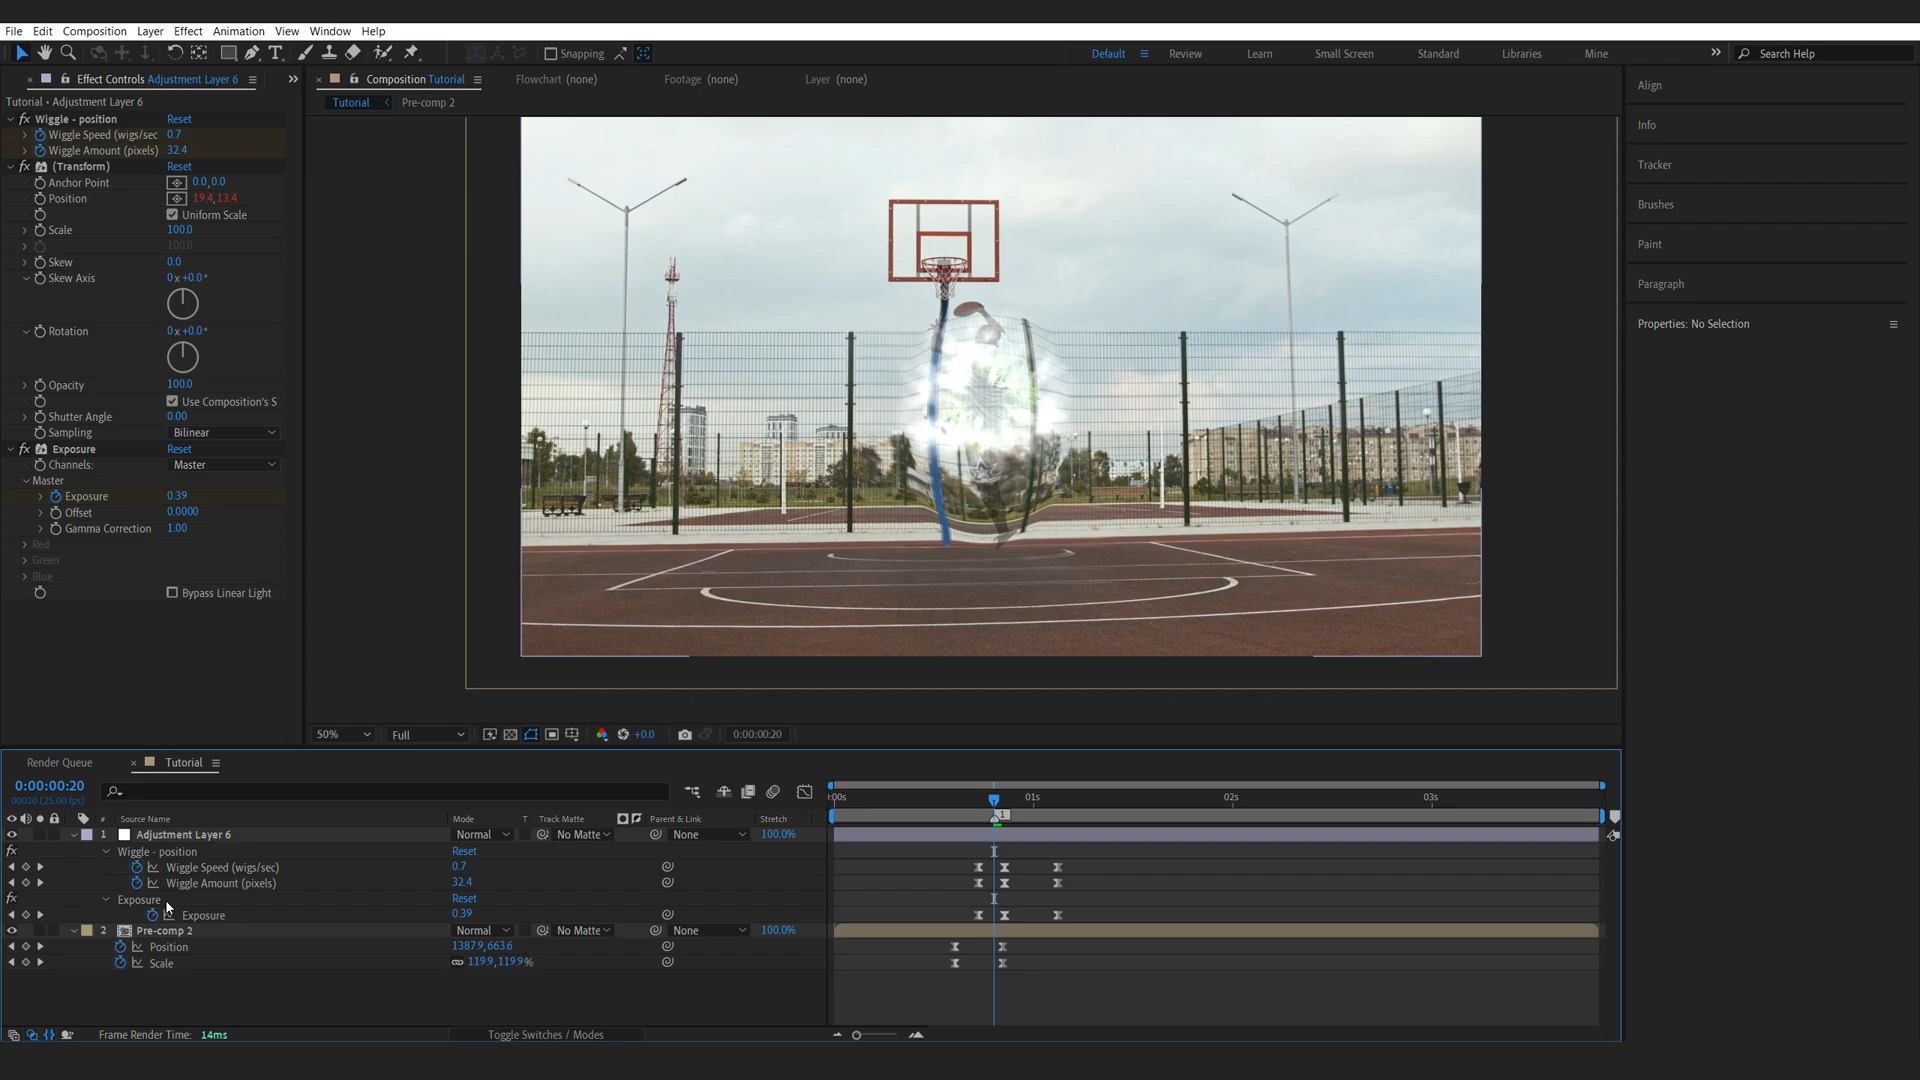 File Edit Composition Layer Effect Animation View Window Help
Snapping Default Review Learn Small Screen Standard Libraries Mine Search Help
Effect Controls Adjustment Layer 6
Tutorial • Adjustment Layer 6
fx Wiggle - position Reset
Wiggle Speed (wigs/sec 0.7
Wiggle Amount (pixels) 32.4
fx (Transform) Reset
Anchor Point 0.0,0.0
Position 19.4,13.4
Uniform Scale
Scale 100.0
100.0
Skew 0.0
Skew Axis 0x+0.0°
Rotation 0x+0.0°
Opacity 100.0
Use Composition's S
Shutter Angle 0.00
Sampling Bilinear
fx Exposure Reset
Channels: Master
Master
Exposure 0.39
Offset 0.0000
Gamma Correction 1.00
Red
Green
Blue
Bypass Linear Light
Composition Tutorial Flowchart (none) Footage (none) Layer (none)
Tutorial Pre-comp 2
50% Full +0.0 0:00:00:20
Align
Info
Tracker
Brushes
Paint
Paragraph
Properties: No Selection
Render Queue Tutorial
0:00:00:20
00020 (25.00 fps)
:00s 01s 02s 03s
1
# Source Name Mode T Track Matte Parent & Link Stretch
1 Adjustment Layer 6 Normal No Matte None 100.0%
fx Wiggle - position Reset
Wiggle Speed (wigs/sec) 0.7
Wiggle Amount (pixels) 32.4
fx Exposure Reset
Exposure 0.39
2 Pre-comp 2 Normal No Matte None 100.0%
Position 1387.9,663.6
Scale 119.9,119.9%
Frame Render Time: 14ms Toggle Switches / Modes